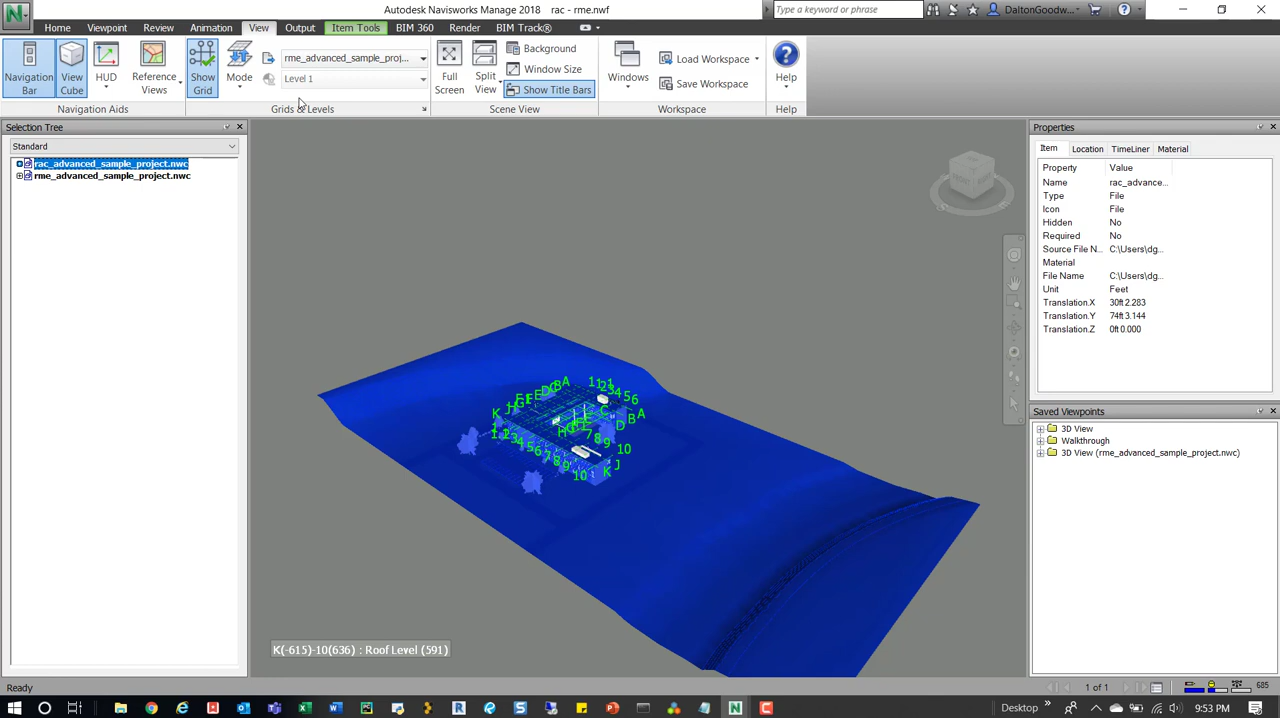 Autodesk Navisworks Manage 2018 rac - rme.nwf
Type a keyword or phrase
DaltonGoodw...
Home Viewpoint Review Animation View Output Item Tools BIM 360 Render BIM Track®
Navigation Bar
View Cube
HUD
Reference Views
Show Grid
Mode
rme_advanced_sample_proj...
Level 1
Full Screen
Split View
Background
Window Size
Show Title Bars
Windows
Load Workspace
Save Workspace
Help
Navigation Aids
Grids & Levels
Scene View
Workspace
Help
Selection Tree
Standard
rac_advanced_sample_project.nwc
rme_advanced_sample_project.nwc
Properties
Item Location TimeLiner Material
Property Value
Name rac_advance...
Type File
Icon File
Hidden No
Required No
Source File N... C:\Users\dg...
Material
File Name C:\Users\dg...
Unit Feet
Translation.X 30ft 2.283
Translation.Y 74ft 3.144
Translation.Z 0ft 0.000
Saved Viewpoints
3D View
Walkthrough
3D View (rme_advanced_sample_project.nwc)
K(-615)-10(636) : Roof Level (591)
Ready
1 of 1
685
Desktop
9:53 PM